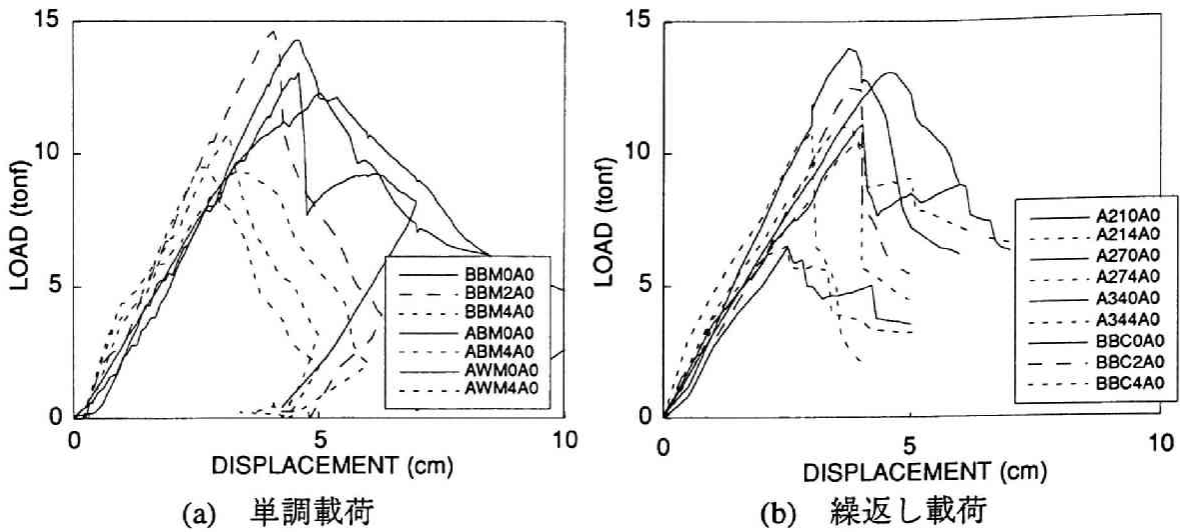 15
10
5
0
LOAD (tonf)
BBM0A0
BBM2A0
BBM4A0
ABM0A0
ABM4A0
AWM0A0
AWM4A0
0 5 10
DISPLACEMENT (cm)
(a) 単調載荷
15
10
5
0
LOAD (tonf)
A210A0
A214A0
A270A0
A274A0
A340A0
A344A0
BBC0A0
BBC2A0
BBC4A0
0 5 10
DISPLACEMENT (cm)
(b) 繰返し載荷